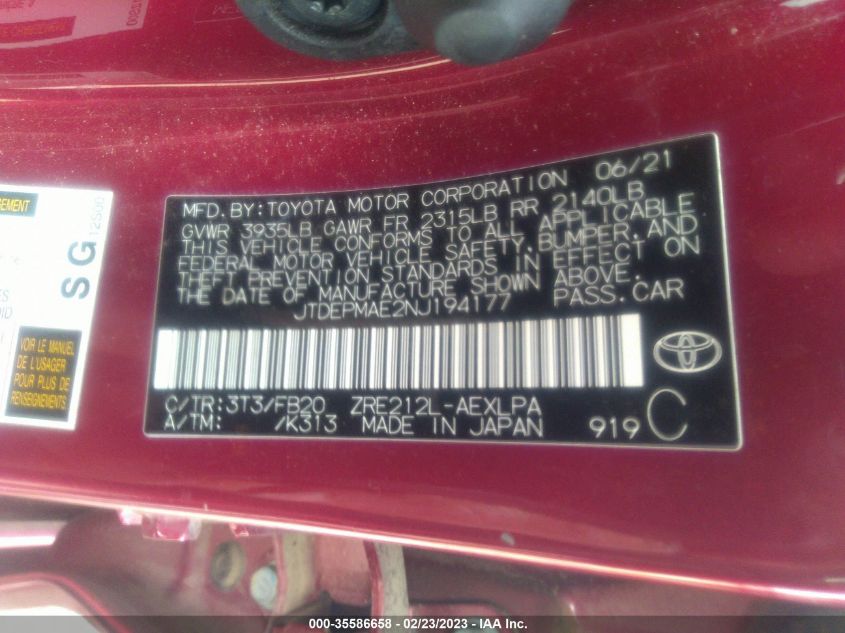 MFD. BY: TOYOTA MOTOR CORPORATION 06/21
GVWR 3935LB GAWR FR 2315LB RR 2140LB
THIS VEHICLE CONFORMS TO ALL APPLICABLE
FEDERAL MOTOR VEHICLE SAFETY, BUMPER, AND
THEFT PREVENTION STANDARDS IN EFFECT ON
THE DATE OF MANUFACTURE SHOWN ABOVE.
JTDEPMAE2NJ194177 PASS. CAR
C/TR: 3T3/FB20 ZRE212L-AEXLPA
A/TM: /K313 MADE IN JAPAN 919 C
SG
12S00
VOIR LE MANUEL
DE L'USAGER
POUR PLUS DE
RENSEIGNEMENTS
000-35586658 - 02/23/2023 - IAA Inc.